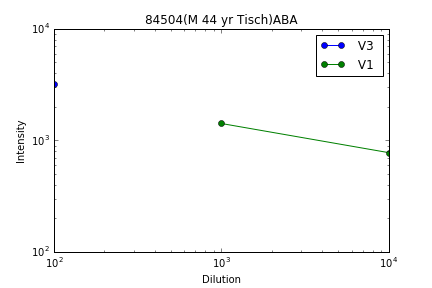 84504(M 44 yr Tisch)ABA
10^4
10^3
10^2
Intensity
V3
V1
10^2
10^3
10^4
Dilution